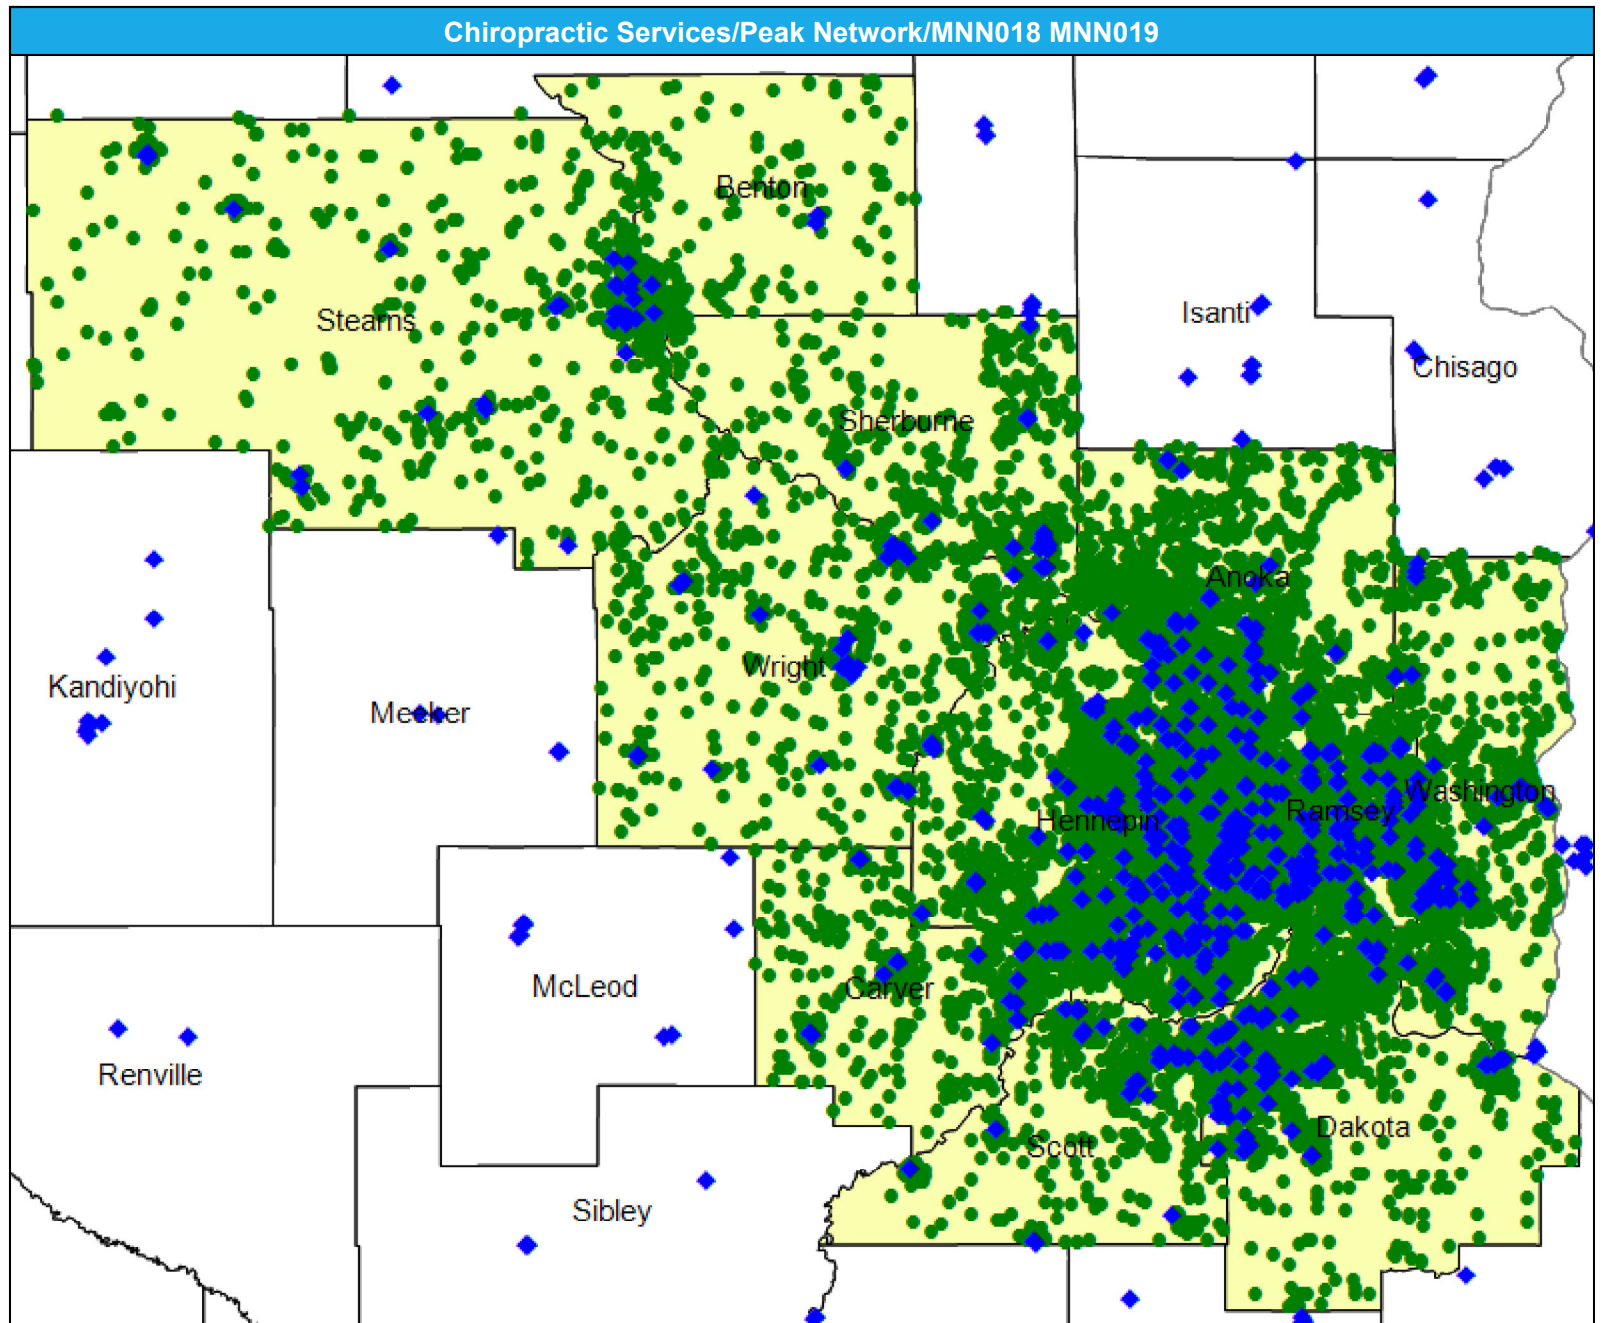 Chiropractic Services/Peak Network/MNN018 MNN019
Benton
Stearns
Isanti
Chisago
Sherburne
Anoka
Wright
Kandiyohi
Meeker
Washington
Ramsey
Hennepin
McLeod
Carver
Renville
Dakota
Scott
Sibley